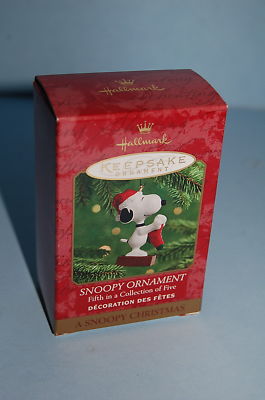 Hallmark
Hallmark
KEEPSAKE
ORNAMENT
SNOOPY ORNAMENT
Fifth in a Collection of Five
DÉCORATION DES FÊTES
A SNOOPY CHRISTMAS